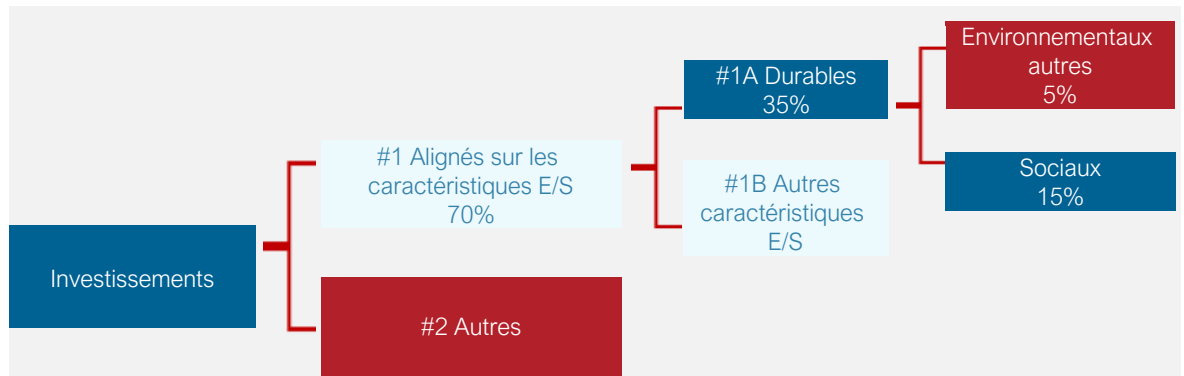 Investissements
#1 Alignés sur les
caractéristiques E/S
70%
#2 Autres
#1A Durables
35%
#1B Autres
caractéristiques
E/S
Environnementaux
autres
5%
Sociaux
15%